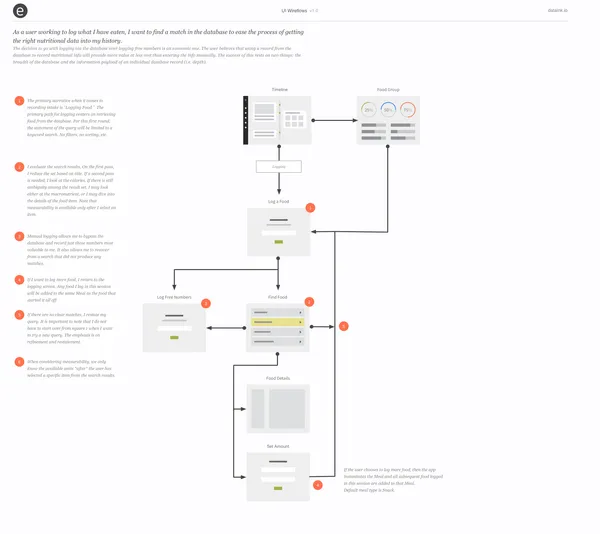 e
UI Wirelines
As a user working to log what I have eaten, I want to find a match in the database to ease the process of getting
the right nutritional data into my history.
The decision to go with logging via the database over logging free numbers is an economic one. The user believes that using a record from the
database to record nutritional info will provide more value at less cost than entering the info manually. The success of this rests on two things: the
breadth of the database and the information payload of an individual database record (i.e. depth).
Timeline
Food Group
1
The primary narrative when it comes to
recording intake is "Logging Food." The
primary path for logging centers on retrieving
food from the database. For this first round,
the statement of the query will be limited to a
keyword search. No filters, no sorting, etc.
2
I evaluate the search results. On the first pass,
I reduce the set based on title. If a second pass
is needed, I look at the calories. If there is still
ambiguity among the result set, I may look
either at the macronutrients, or I may dive into
the details of the food item. Note that
measurability is available only after I select an
item.
Log a Food
1
3
Manual logging allows me to bypass the
database and record just those numbers most
valuable to me. It also allows me to recover
from a search that did not produce any
matches.
4
If I want to log more food, I return to the
logging action. Any food I log in this session
will be added to the same Meal as the food that
started it all off.
Log Free Numbers
3
Find Food
2
5
If there are no clear matches, I restate my
query. It is important to note that I do not
have to start over from square 1 when I want
to try a new query. The emphasis is on
refinement and restatement.
5
6
When considering measurability, we only
know the available units "after" the user has
selected a specific item from the search results.
Food Details
Set Amount
If the user chooses to log more food, then the app
instantiates the Meal and all subsequent food logged
in this session are added to that Meal.
Default meal type is Snack.